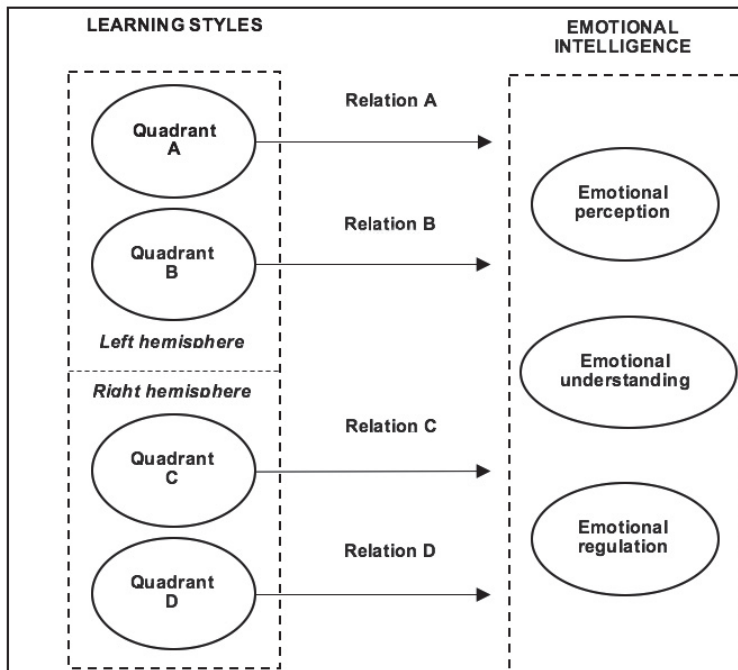 LEARNING STYLES
EMOTIONAL
INTELLIGENCE
Quadrant
A
Relation A
Quadrant
B
Relation B
Emotional
perception
Left hemisphere
Right hemisphere
Emotional
understanding
Quadrant
C
Relation C
Quadrant
D
Relation D
Emotional
regulation